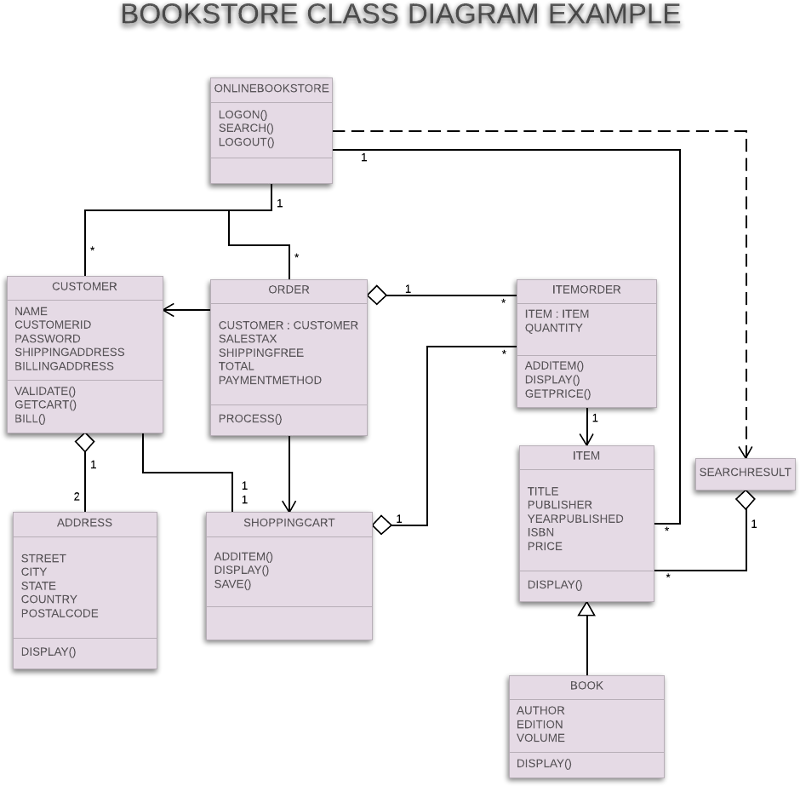 BOOKSTORE CLASS DIAGRAM EXAMPLE
ONLINEBOOKSTORE
LOGON()
SEARCH()
LOGOUT()
1
1
*
*
CUSTOMER
NAME
CUSTOMERID
PASSWORD
SHIPPINGADDRESS
BILLINGADDRESS
VALIDATE()
GETCART()
BILL()
ORDER
CUSTOMER : CUSTOMER
SALESTAX
SHIPPINGFREE
TOTAL
PAYMENTMETHOD
PROCESS()
1
*
*
ITEMORDER
ITEM : ITEM
QUANTITY
ADDITEM()
DISPLAY()
GETPRICE()
1
1
2
1
1
ADDRESS
STREET
CITY
STATE
COUNTRY
POSTALCODE
DISPLAY()
SHOPPINGCART
ADDITEM()
DISPLAY()
SAVE()
1
ITEM
TITLE
PUBLISHER
YEARPUBLISHED
ISBN
PRICE
DISPLAY()
*
*
SEARCHRESULT
1
BOOK
AUTHOR
EDITION
VOLUME
DISPLAY()